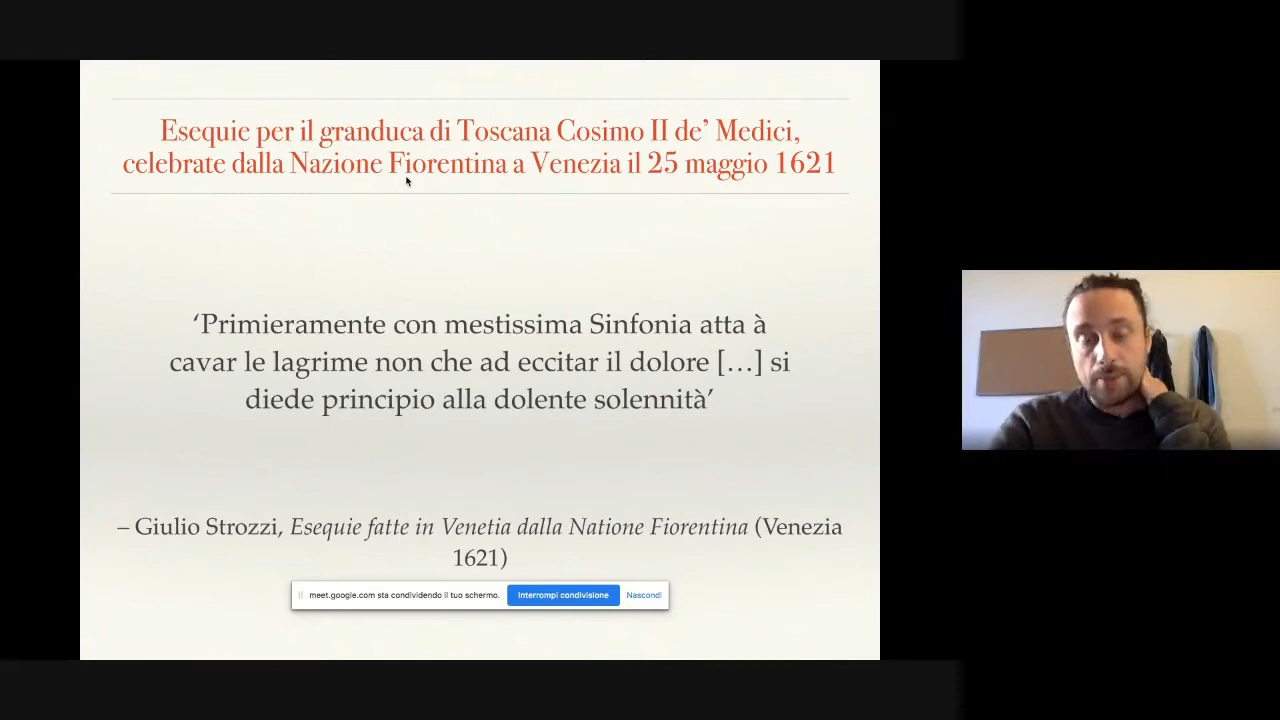 Esequie per il granduca di Toscana Cosimo II de’ Medici,
celebrate dalla Nazione Fiorentina a Venezia il 25 maggio 1621
‘Primieramente con mestissima Sinfonia atta à
cavar le lagrime non che ad eccitar il dolore […] si
diede principio alla dolente solennità’
– Giulio Strozzi, Esequie fatte in Venetia dalla Natione Fiorentina (Venezia
1621)
meet.google.com sta condividendo il tuo schermo. Interrompi condivisione Nascondi